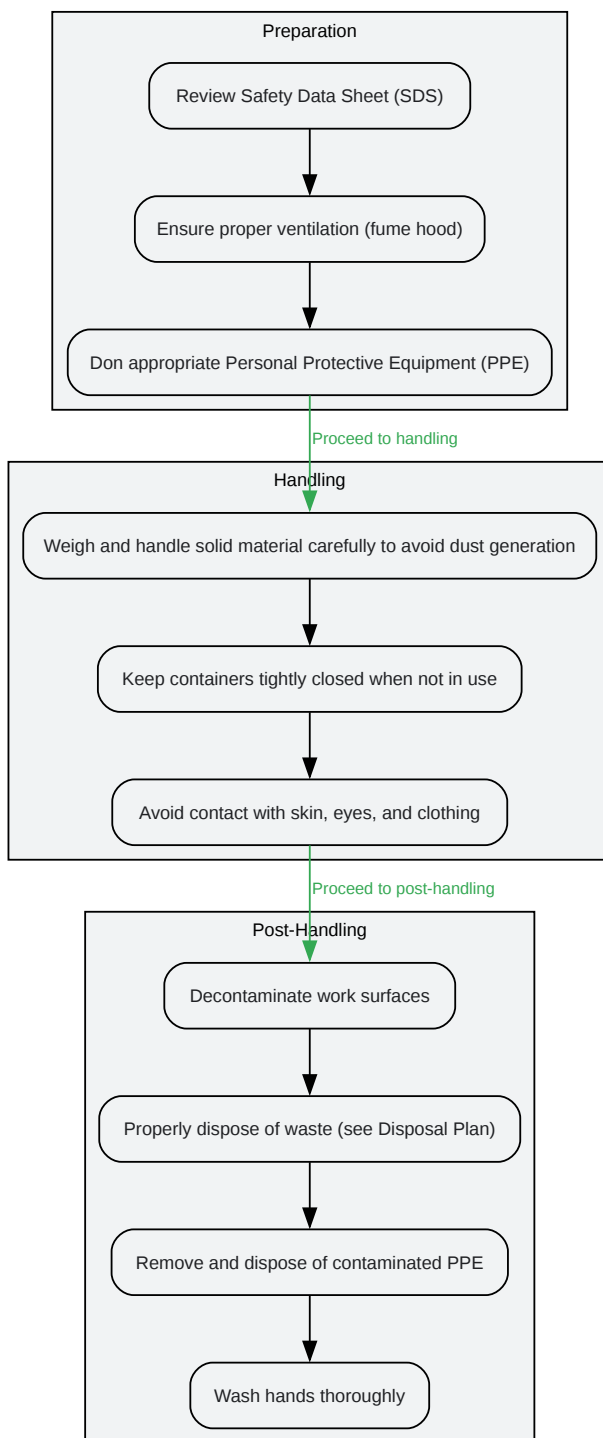 Preparation
Review Safety Data Sheet (SDS)
Ensure proper ventilation (fume hood)
Don appropriate Personal Protective Equipment (PPE)
Proceed to handling
Handling
Weigh and handle solid material carefully to avoid dust generation
Keep containers tightly closed when not in use
Avoid contact with skin, eyes, and clothing
Proceed to post-handling
Post-Handling
Decontaminate work surfaces
Properly dispose of waste (see Disposal Plan)
Remove and dispose of contaminated PPE
Wash hands thoroughly